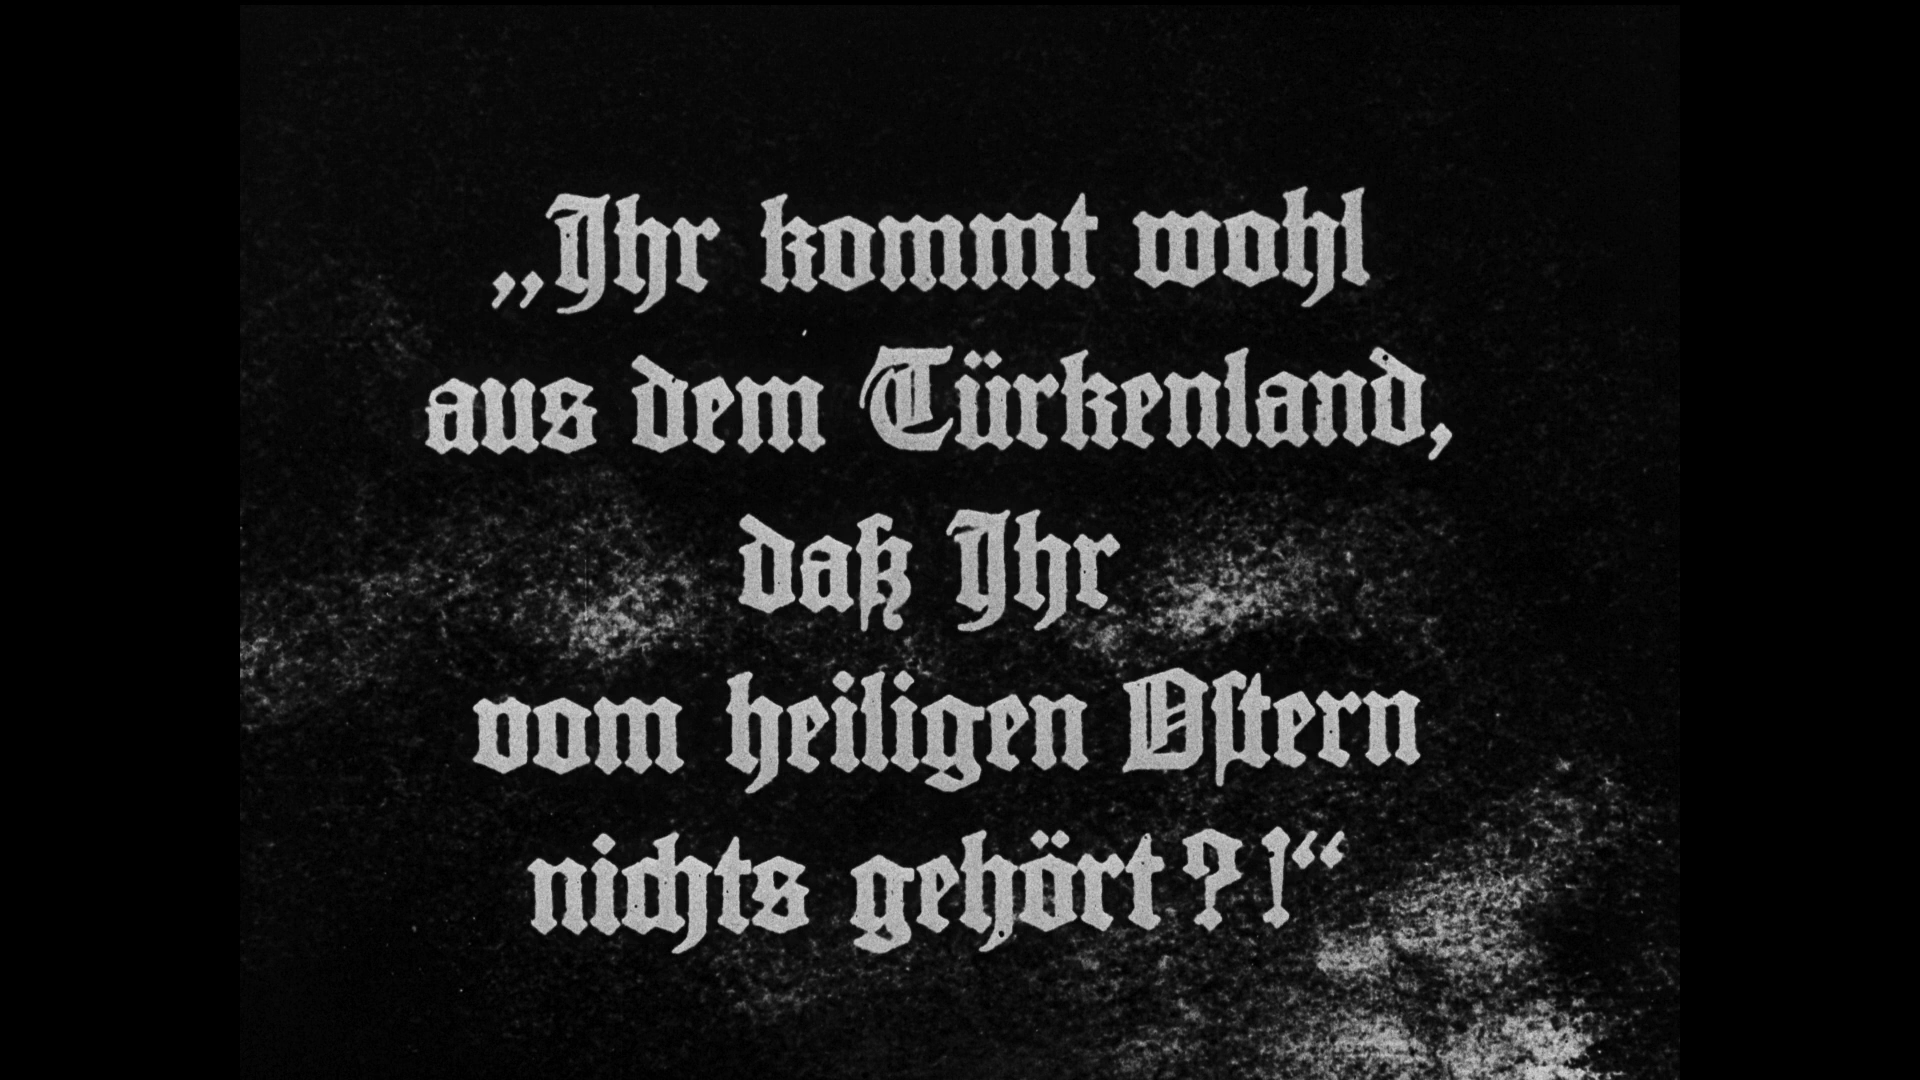 „Ihr kommt wohl
aus dem Türkenland,
daß Ihr
vom heiligen Oſtern
nichts gehört?!“